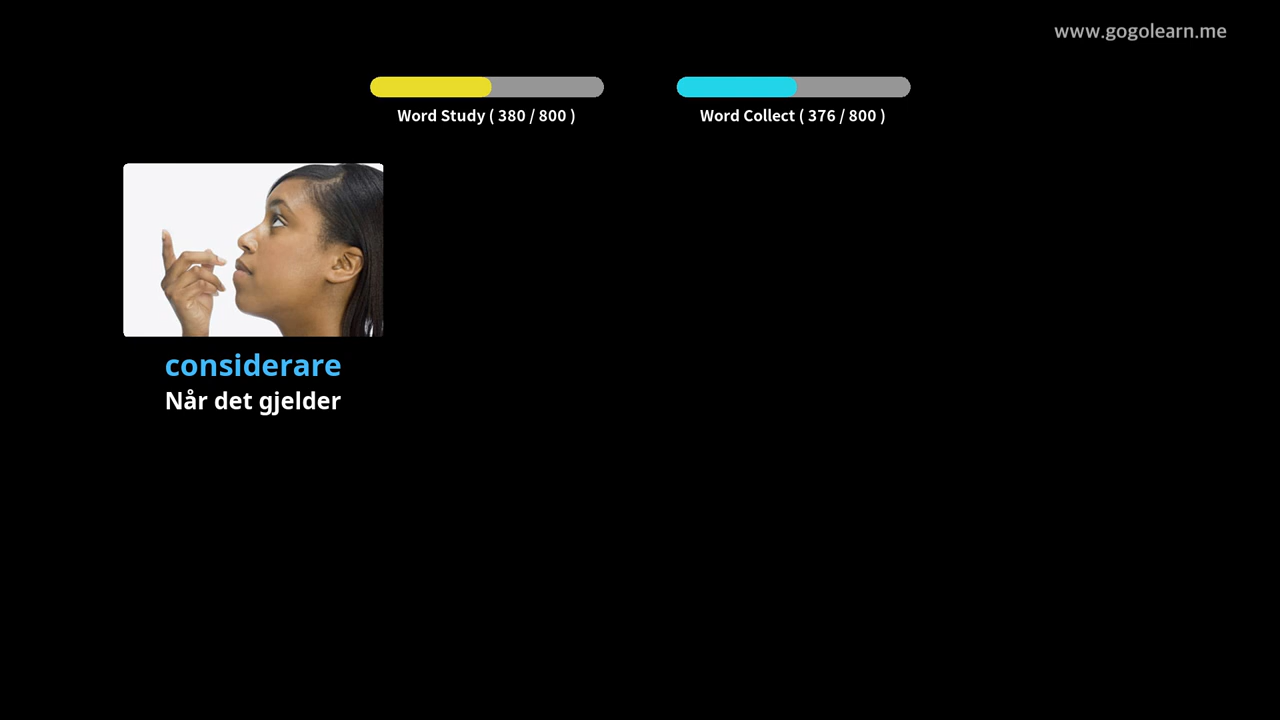 www.gogolearn.me
Word Study ( 380 / 800 )
Word Collect ( 376 / 800 )
considerare
Når det gjelder